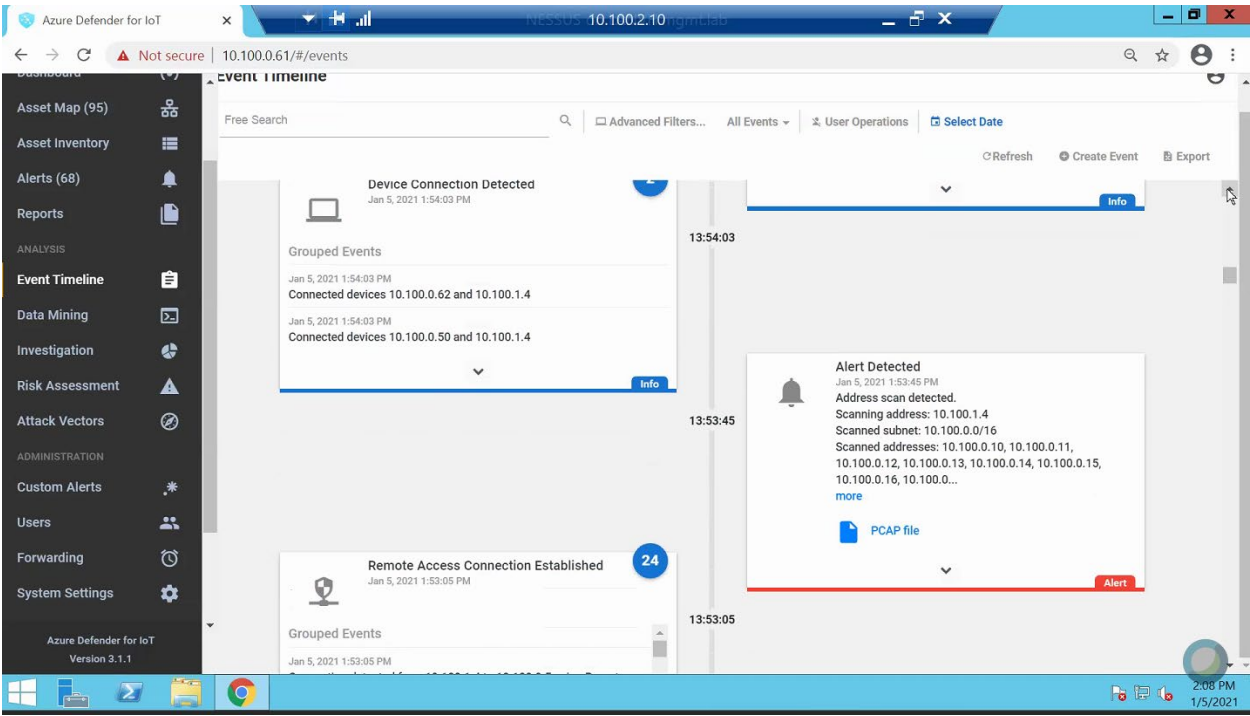 Azure Defender for IoT
NESSUS 10.100.2.10
Not secure | 10.100.0.61/#/events
Dashboard
Asset Map (95)
Asset Inventory
Alerts (68)
Reports
ANALYSIS
Event Timeline
Data Mining
Investigation
Risk Assessment
Attack Vectors
ADMINISTRATION
Custom Alerts
Users
Forwarding
System Settings
Azure Defender for IoT
Version 3.1.1
Event Timeline
Free Search
Advanced Filters...
All Events
User Operations
Select Date
Refresh
Create Event
Export
Device Connection Detected
Jan 5, 2021 1:54:03 PM
2
Grouped Events
Jan 5, 2021 1:54:03 PM
Connected devices 10.100.0.62 and 10.100.1.4
Jan 5, 2021 1:54:03 PM
Connected devices 10.100.0.50 and 10.100.1.4
Info
Info
13:54:03
13:53:45
Alert Detected
Jan 5, 2021 1:53:45 PM
Address scan detected.
Scanning address: 10.100.1.4
Scanned subnet: 10.100.0.0/16
Scanned addresses: 10.100.0.10, 10.100.0.11,
10.100.0.12, 10.100.0.13, 10.100.0.14, 10.100.0.15,
10.100.0.16, 10.100.0...
more
PCAP file
Alert
Remote Access Connection Established
Jan 5, 2021 1:53:05 PM
24
13:53:05
Grouped Events
Jan 5, 2021 1:53:05 PM
2:08 PM
1/5/2021